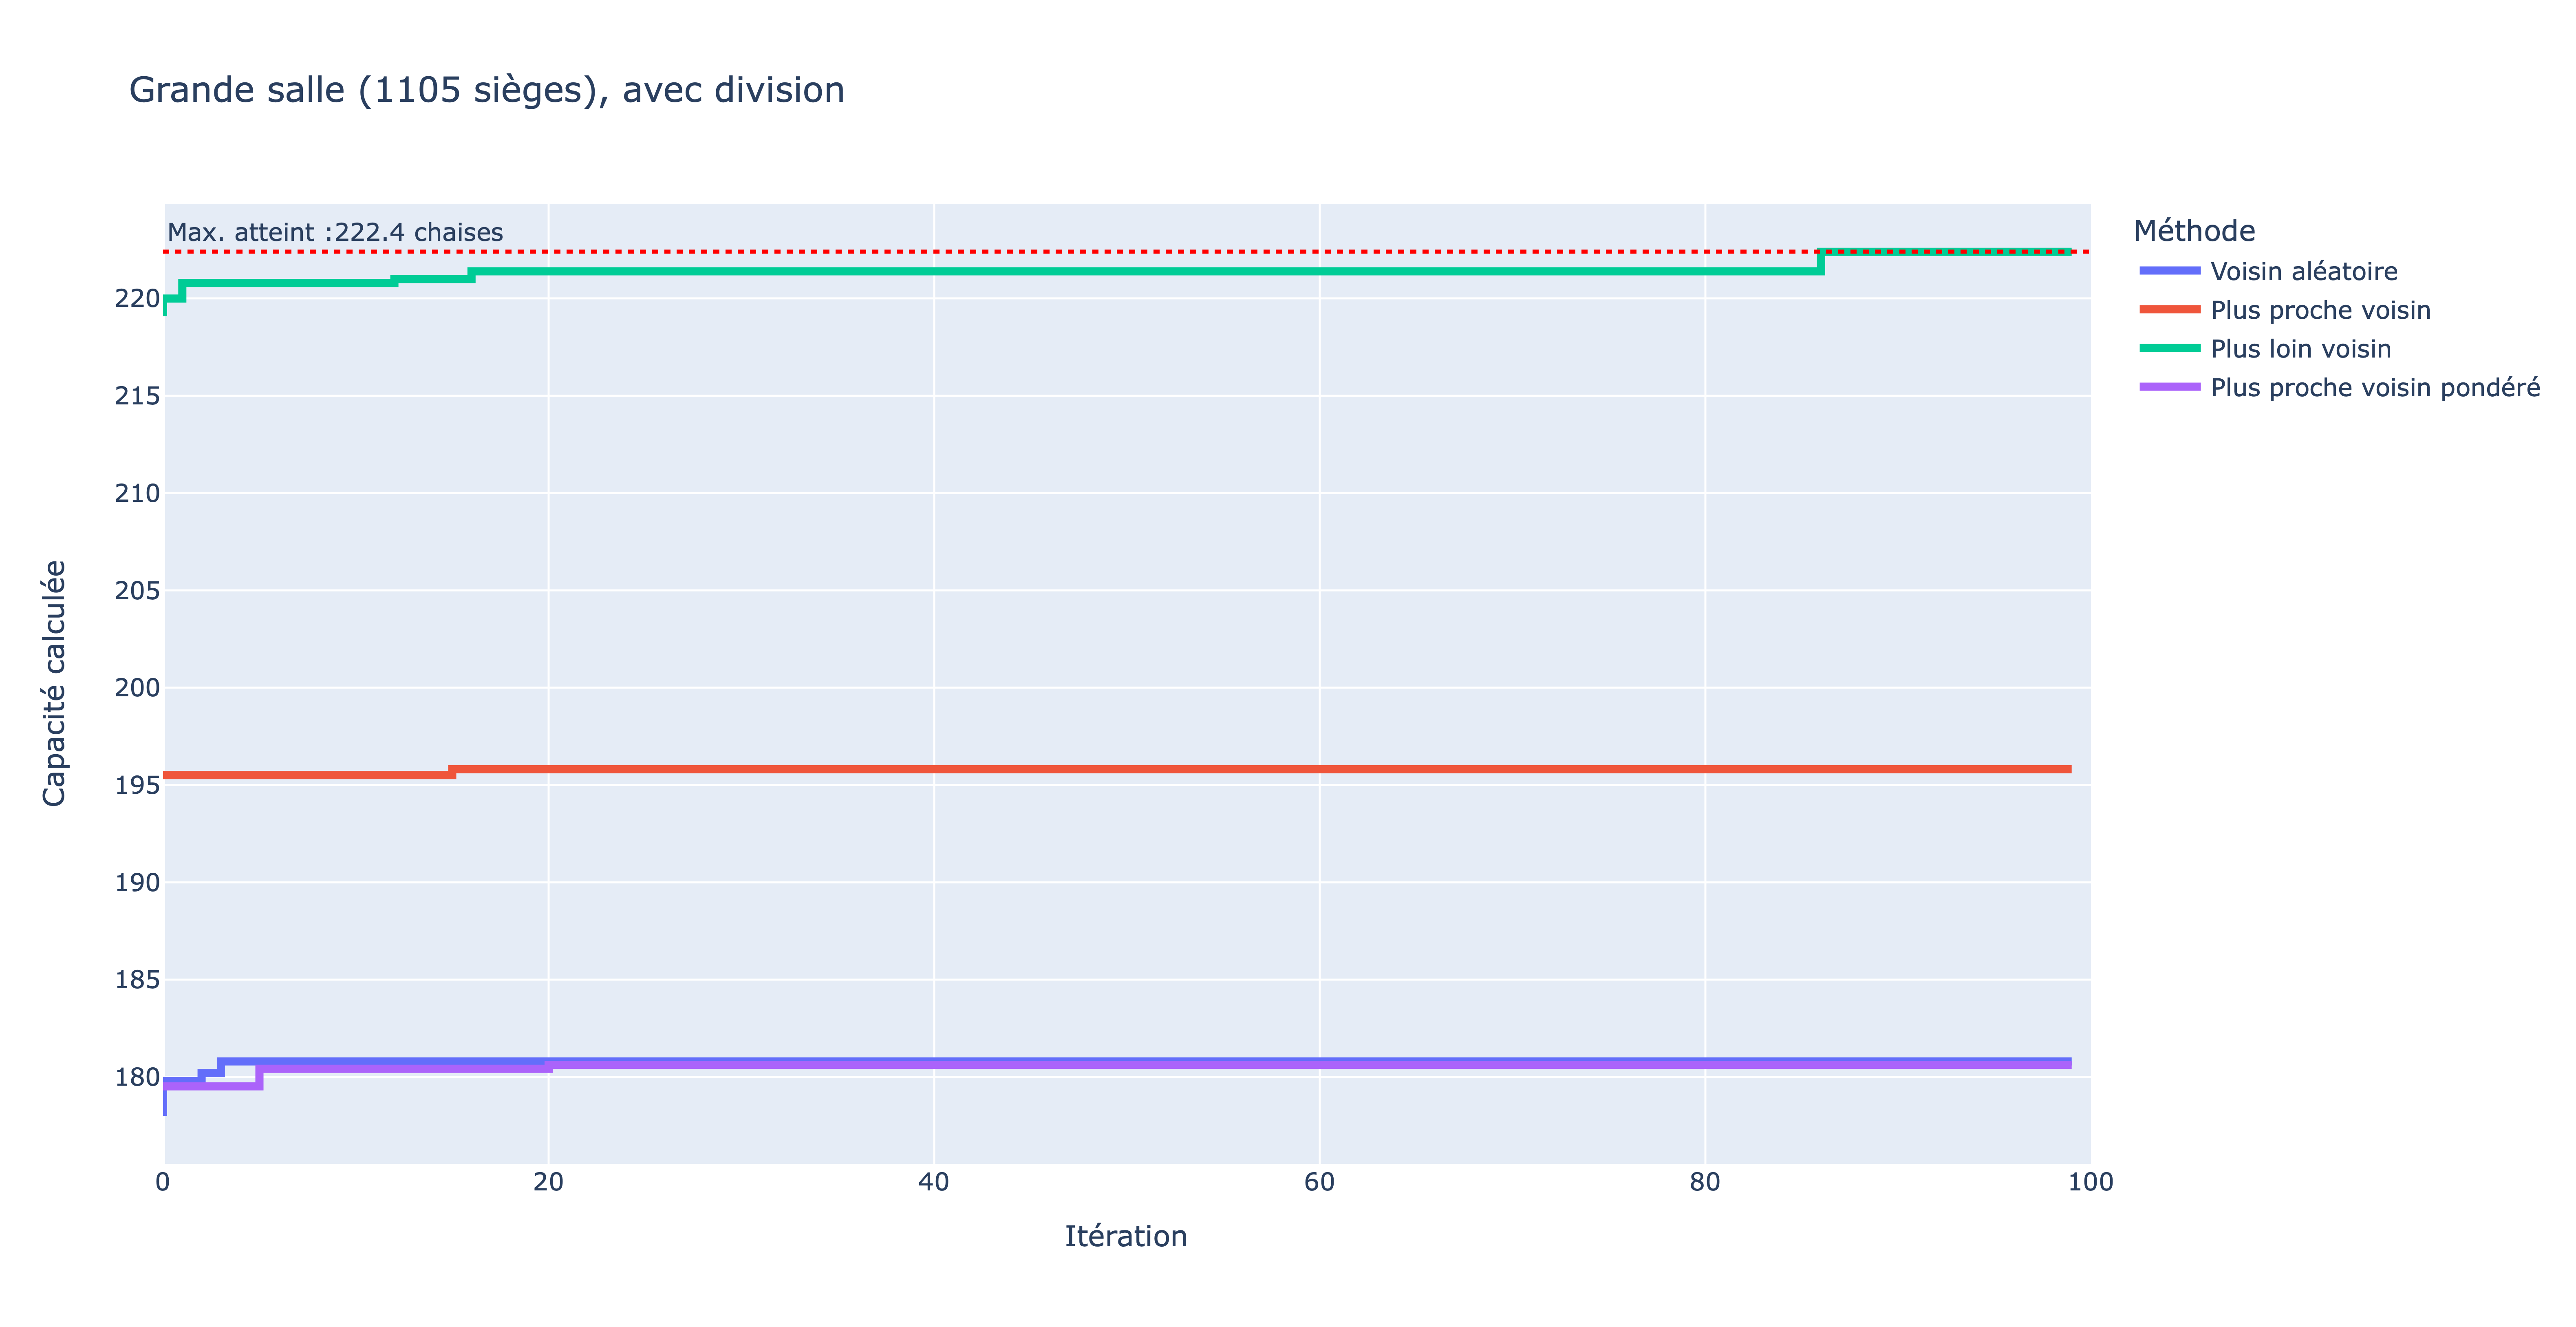 Grande salle (1105 sièges), avec division
Max. atteint :222.4 chaises
220
215
210
205
200
195
190
185
180
Capacité calculée
0
20
40
60
80
100
Itération
Méthode
Voisin aléatoire
Plus proche voisin
Plus loin voisin
Plus proche voisin pondéré